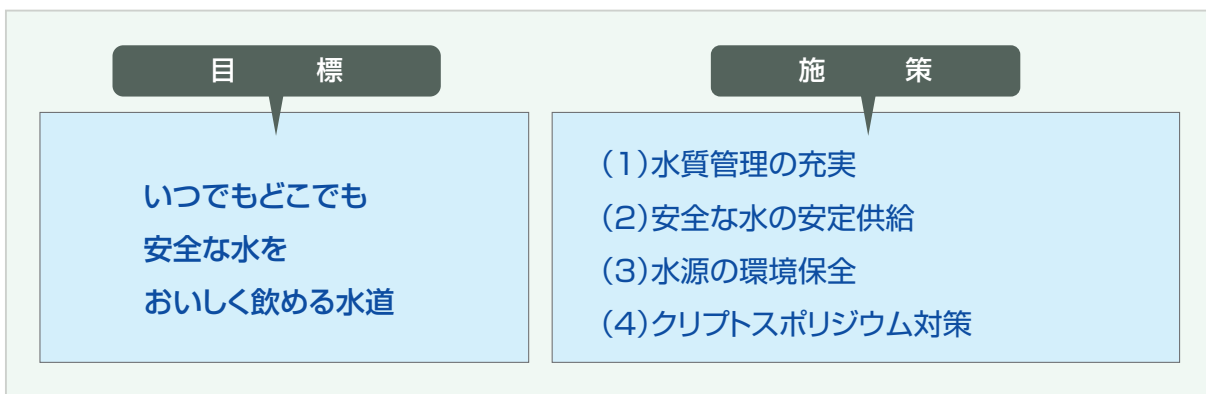 目　標
いつでもどこでも
安全な水を
おいしく飲める水道
施　策
(1)水質管理の充実
(2)安全な水の安定供給
(3)水源の環境保全
(4)クリプトスポリジウム対策